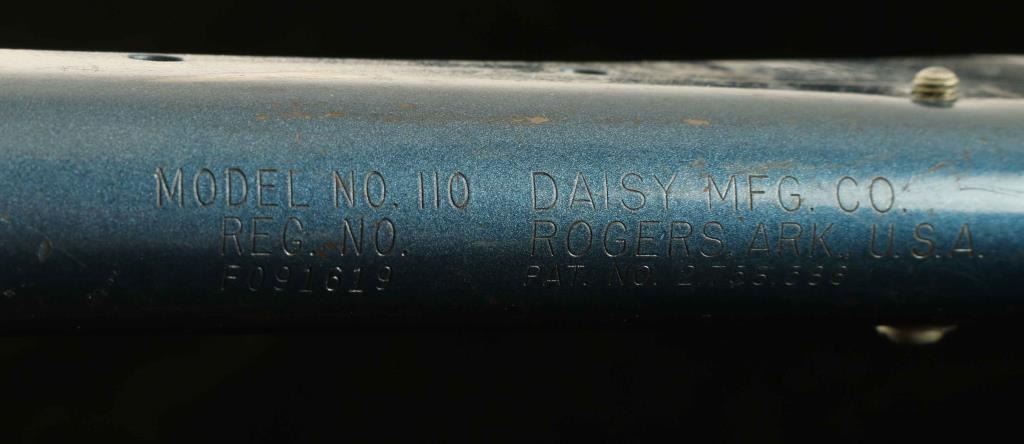 MODEL NO. 110
REG. NO.
F091619
DAISY MFG. CO.
ROGERS, ARK., U.S.A.
PAT. NO.